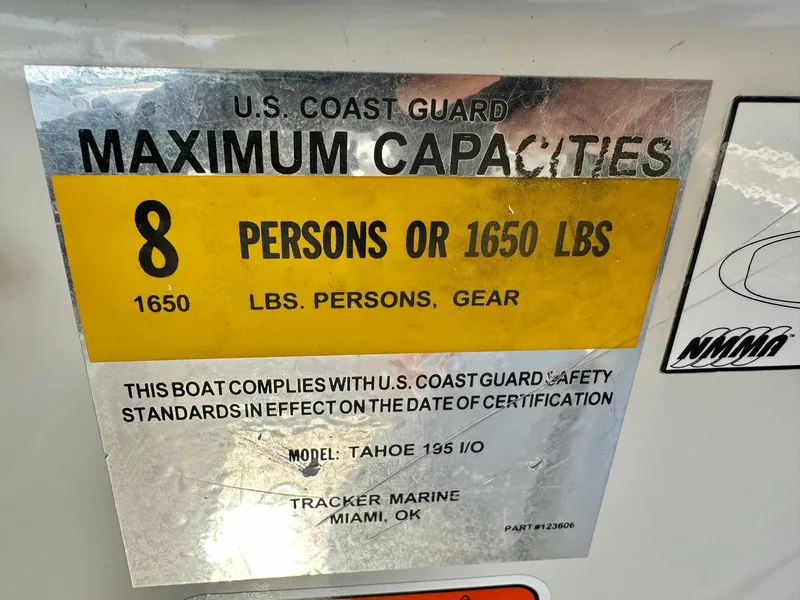 U.S. COAST GUARD
MAXIMUM CAPACITIES
8 PERSONS OR 1650 LBS
1650 LBS. PERSONS, GEAR
THIS BOAT COMPLIES WITH U.S. COAST GUARD SAFETY
STANDARDS IN EFFECT ON THE DATE OF CERTIFICATION
MODEL: TAHOE 195 I/O
TRACKER MARINE
MIAMI, OK
PART #123606
NMMA™